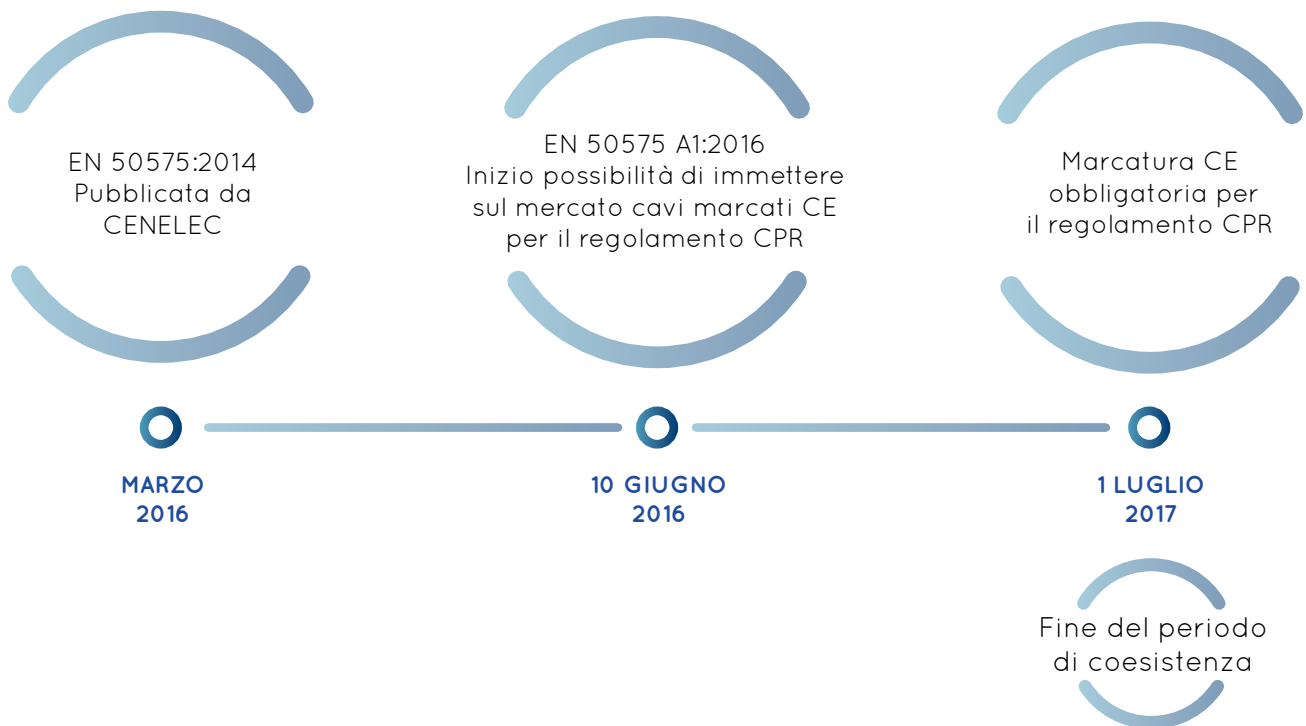 EN 50575:2014
Pubblicata da
CENELEC
EN 50575 A1:2016
Inizio possibilità di immettere
sul mercato cavi marcati CE
per il regolamento CPR
Marcatura CE
obbligatoria per
il regolamento CPR
MARZO
2016
10 GIUGNO
2016
1 LUGLIO
2017
Fine del periodo
di coesistenza